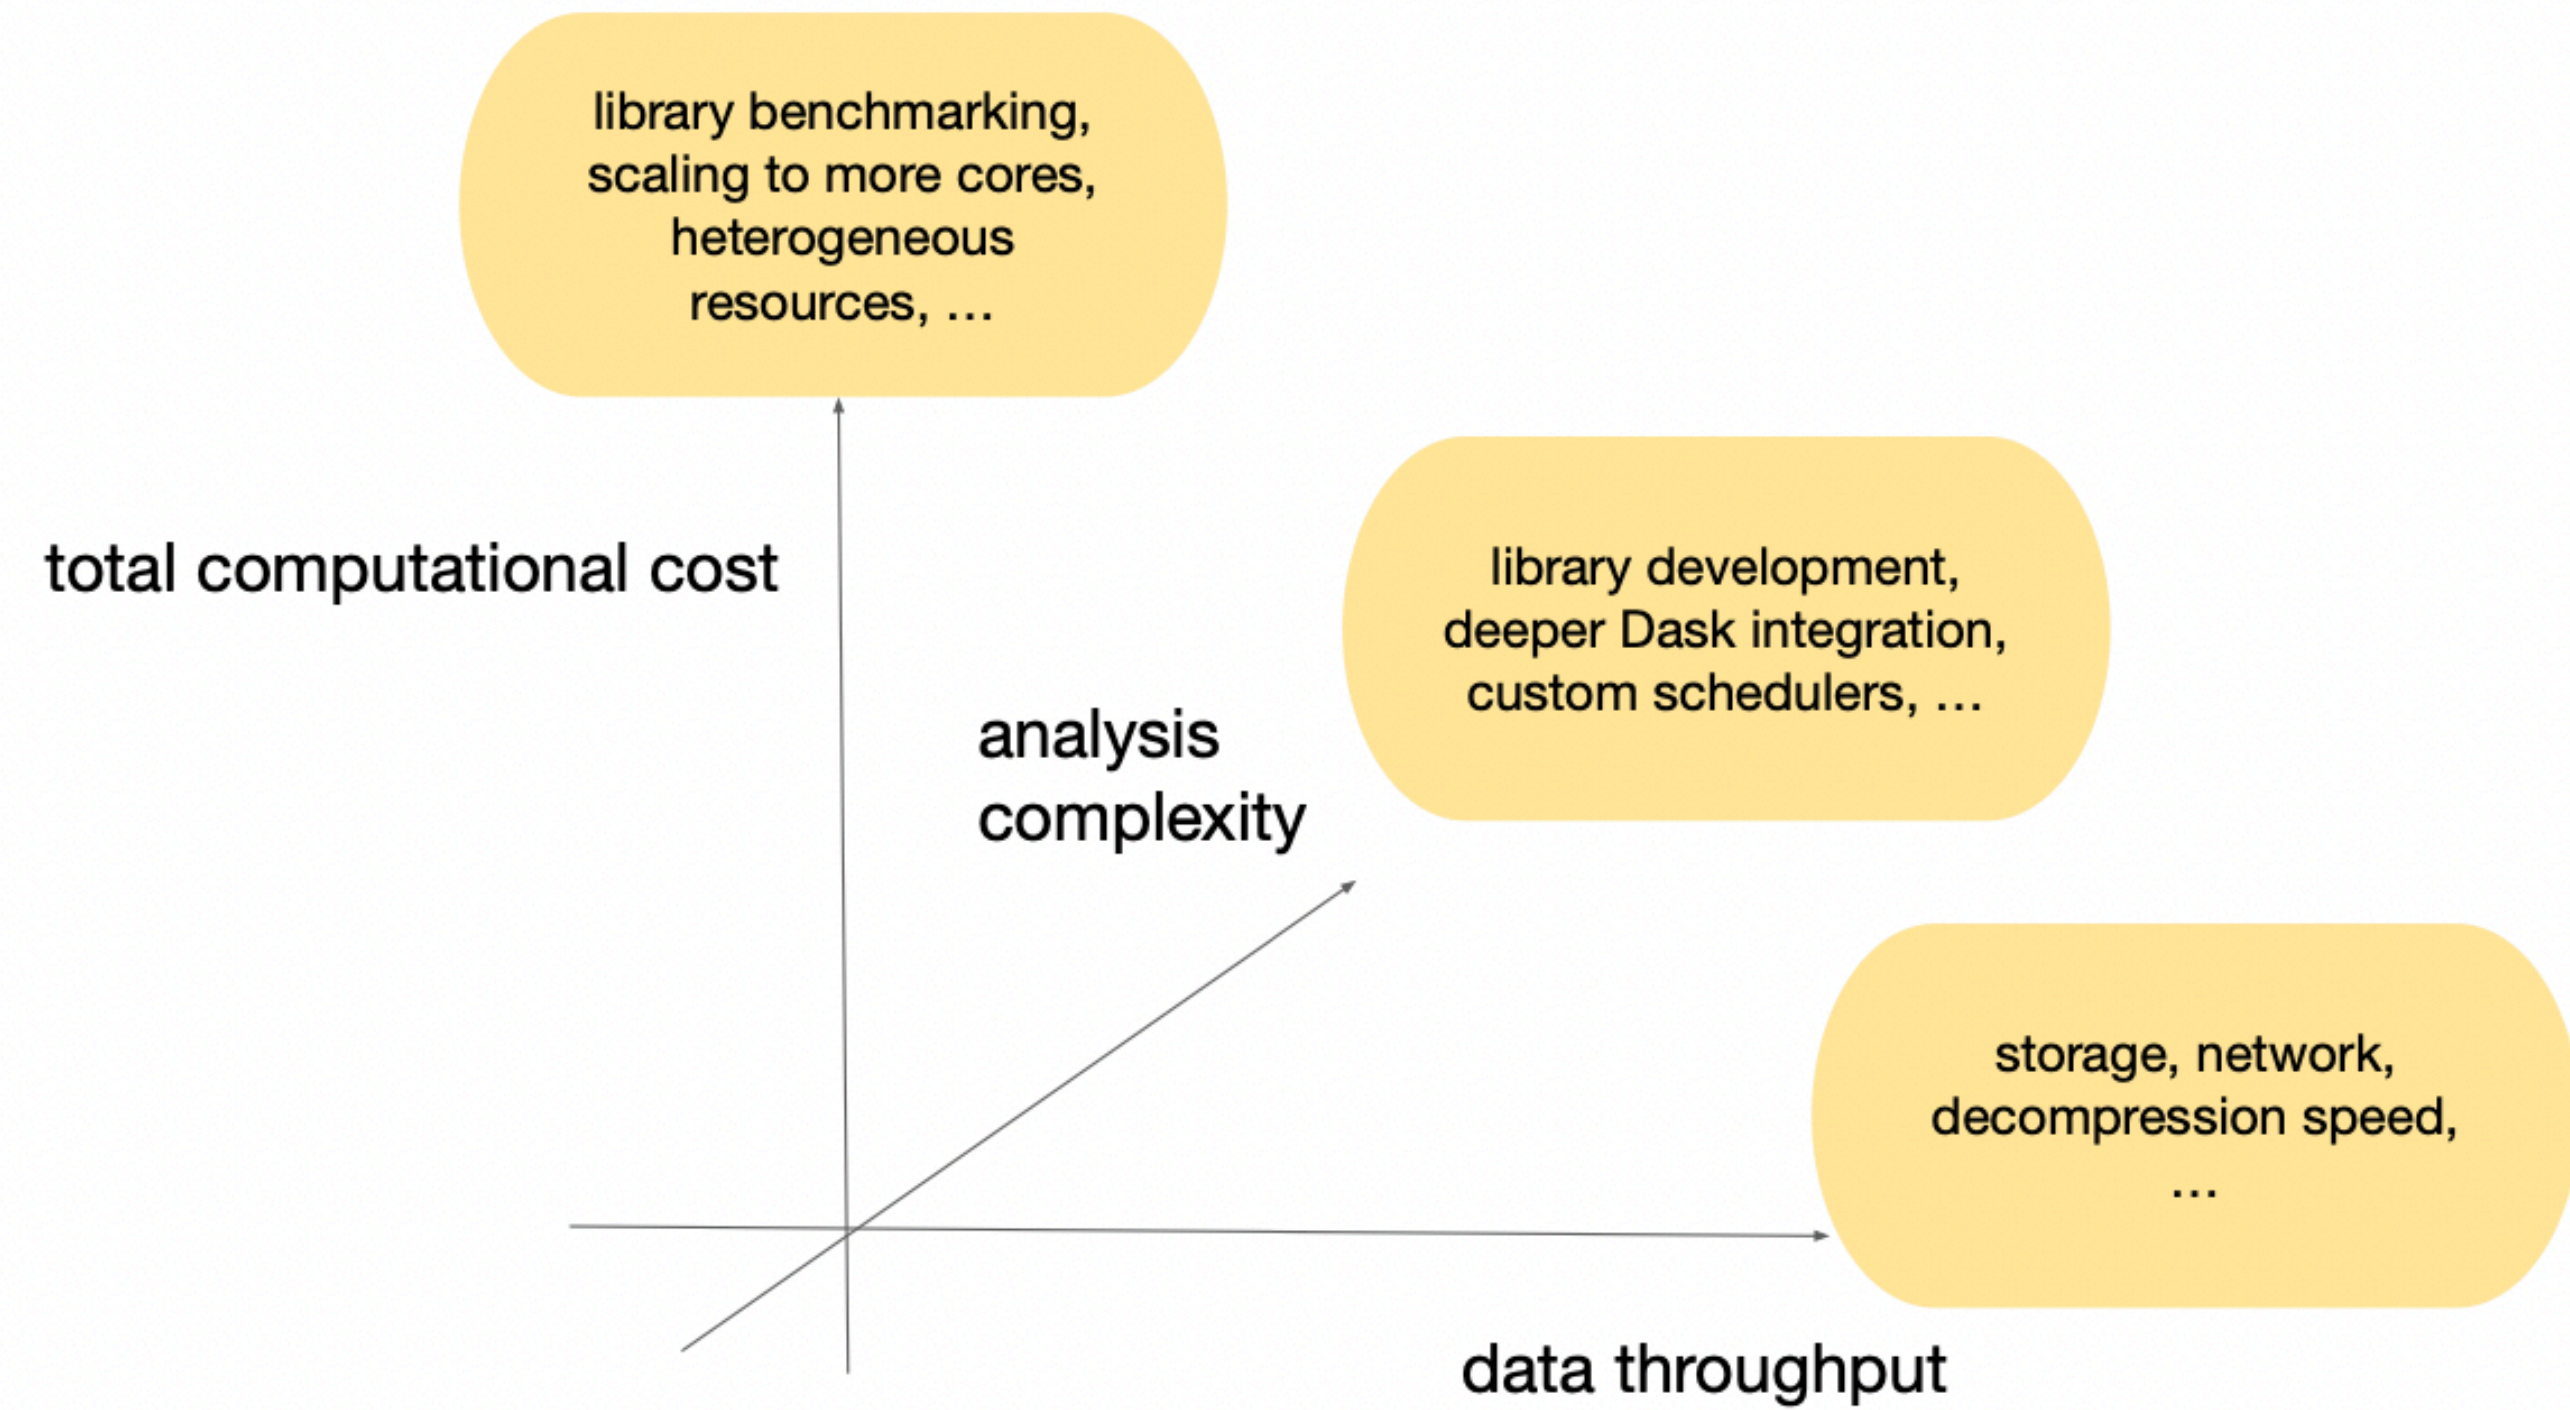 library benchmarking,
scaling to more cores,
heterogeneous
resources, …
total computational cost
library development,
deeper Dask integration,
custom schedulers, …
analysis
complexity
storage, network,
decompression speed,
…
data throughput